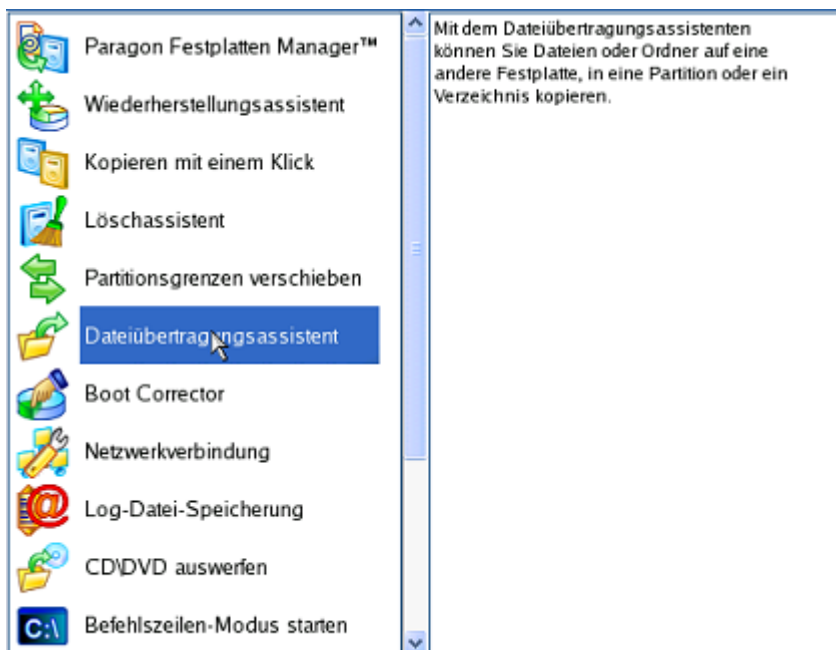 Paragon Festplatten Manager™
Wiederherstellungsassistent
Kopieren mit einem Klick
Löschassistent
Partitionsgrenzen verschieben
Dateiübertragungsassistent
Boot Corrector
Netzwerkverbindung
Log-Datei-Speicherung
CD\DVD auswerfen
C:\ Befehlszeilen-Modus starten
Mit dem Dateiübertragungsassistenten
können Sie Dateien oder Ordner auf eine
andere Festplatte, in eine Partition oder ein
Verzeichnis kopieren.